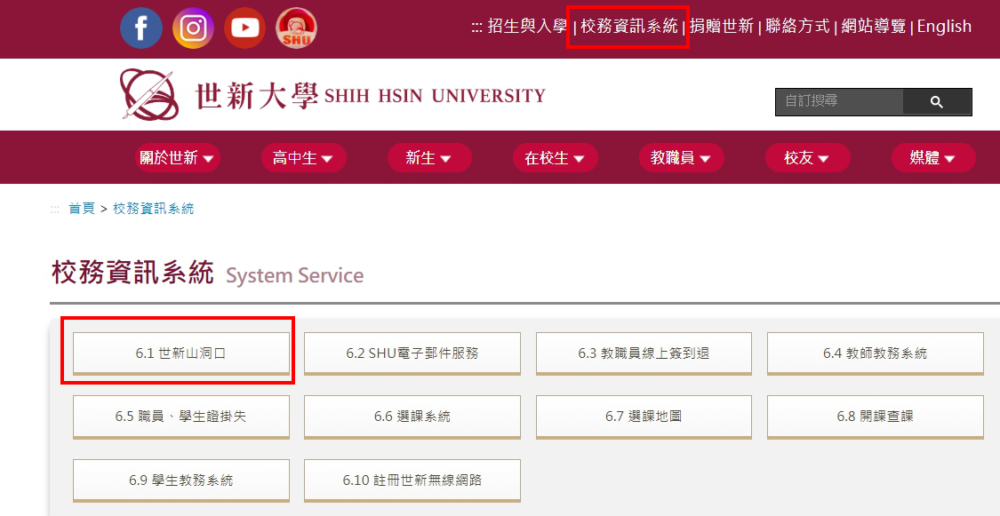 SHU
::: 招生與入學 | 校務資訊系統 | 捐贈世新 | 聯絡方式 | 網站導覽 | English
世新大學 SHIH HSIN UNIVERSITY
自訂搜尋
關於世新 高中生 新生 在校生 教職員 校友 媒體
::: 首頁 > 校務資訊系統
校務資訊系統 System Service
6.1 世新山洞口 6.2 SHU電子郵件服務 6.3 教職員線上簽到退 6.4 教師教務系統
6.5 職員、學生證掛失 6.6 選課系統 6.7 選課地圖 6.8 開課查課
6.9 學生教務系統 6.10 註冊世新無線網路